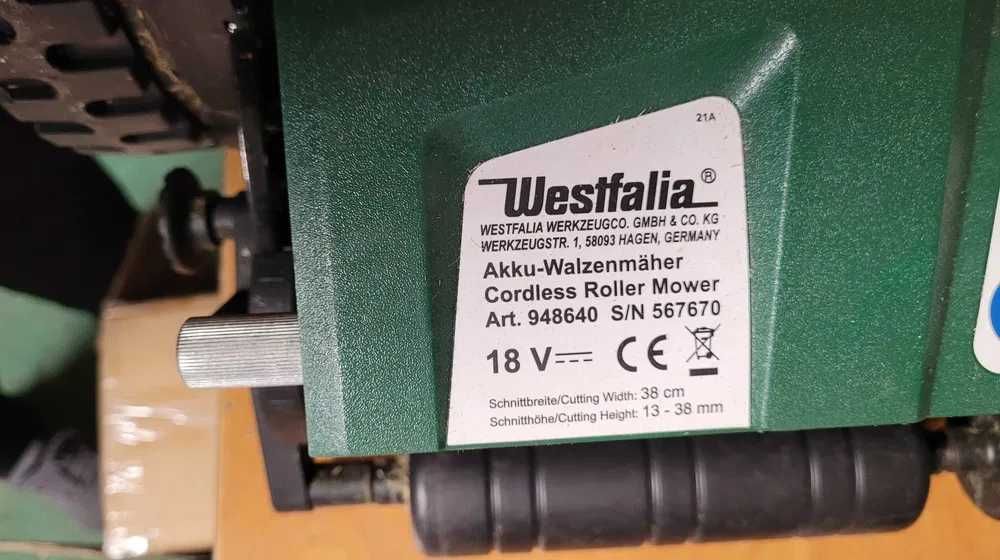 21A
Westfalia®
WESTFALIA WERKZEUGCO. GMBH & CO. KG
WERKZEUGSTR. 1, 58093 HAGEN, GERMANY
Akku-Walzenmäher
Cordless Roller Mower
Art. 948640 S/N 567670
18 V⎓ CE
Schnittbreite/Cutting Width: 38 cm
Schnitthöhe/Cutting Height: 13 - 38 mm